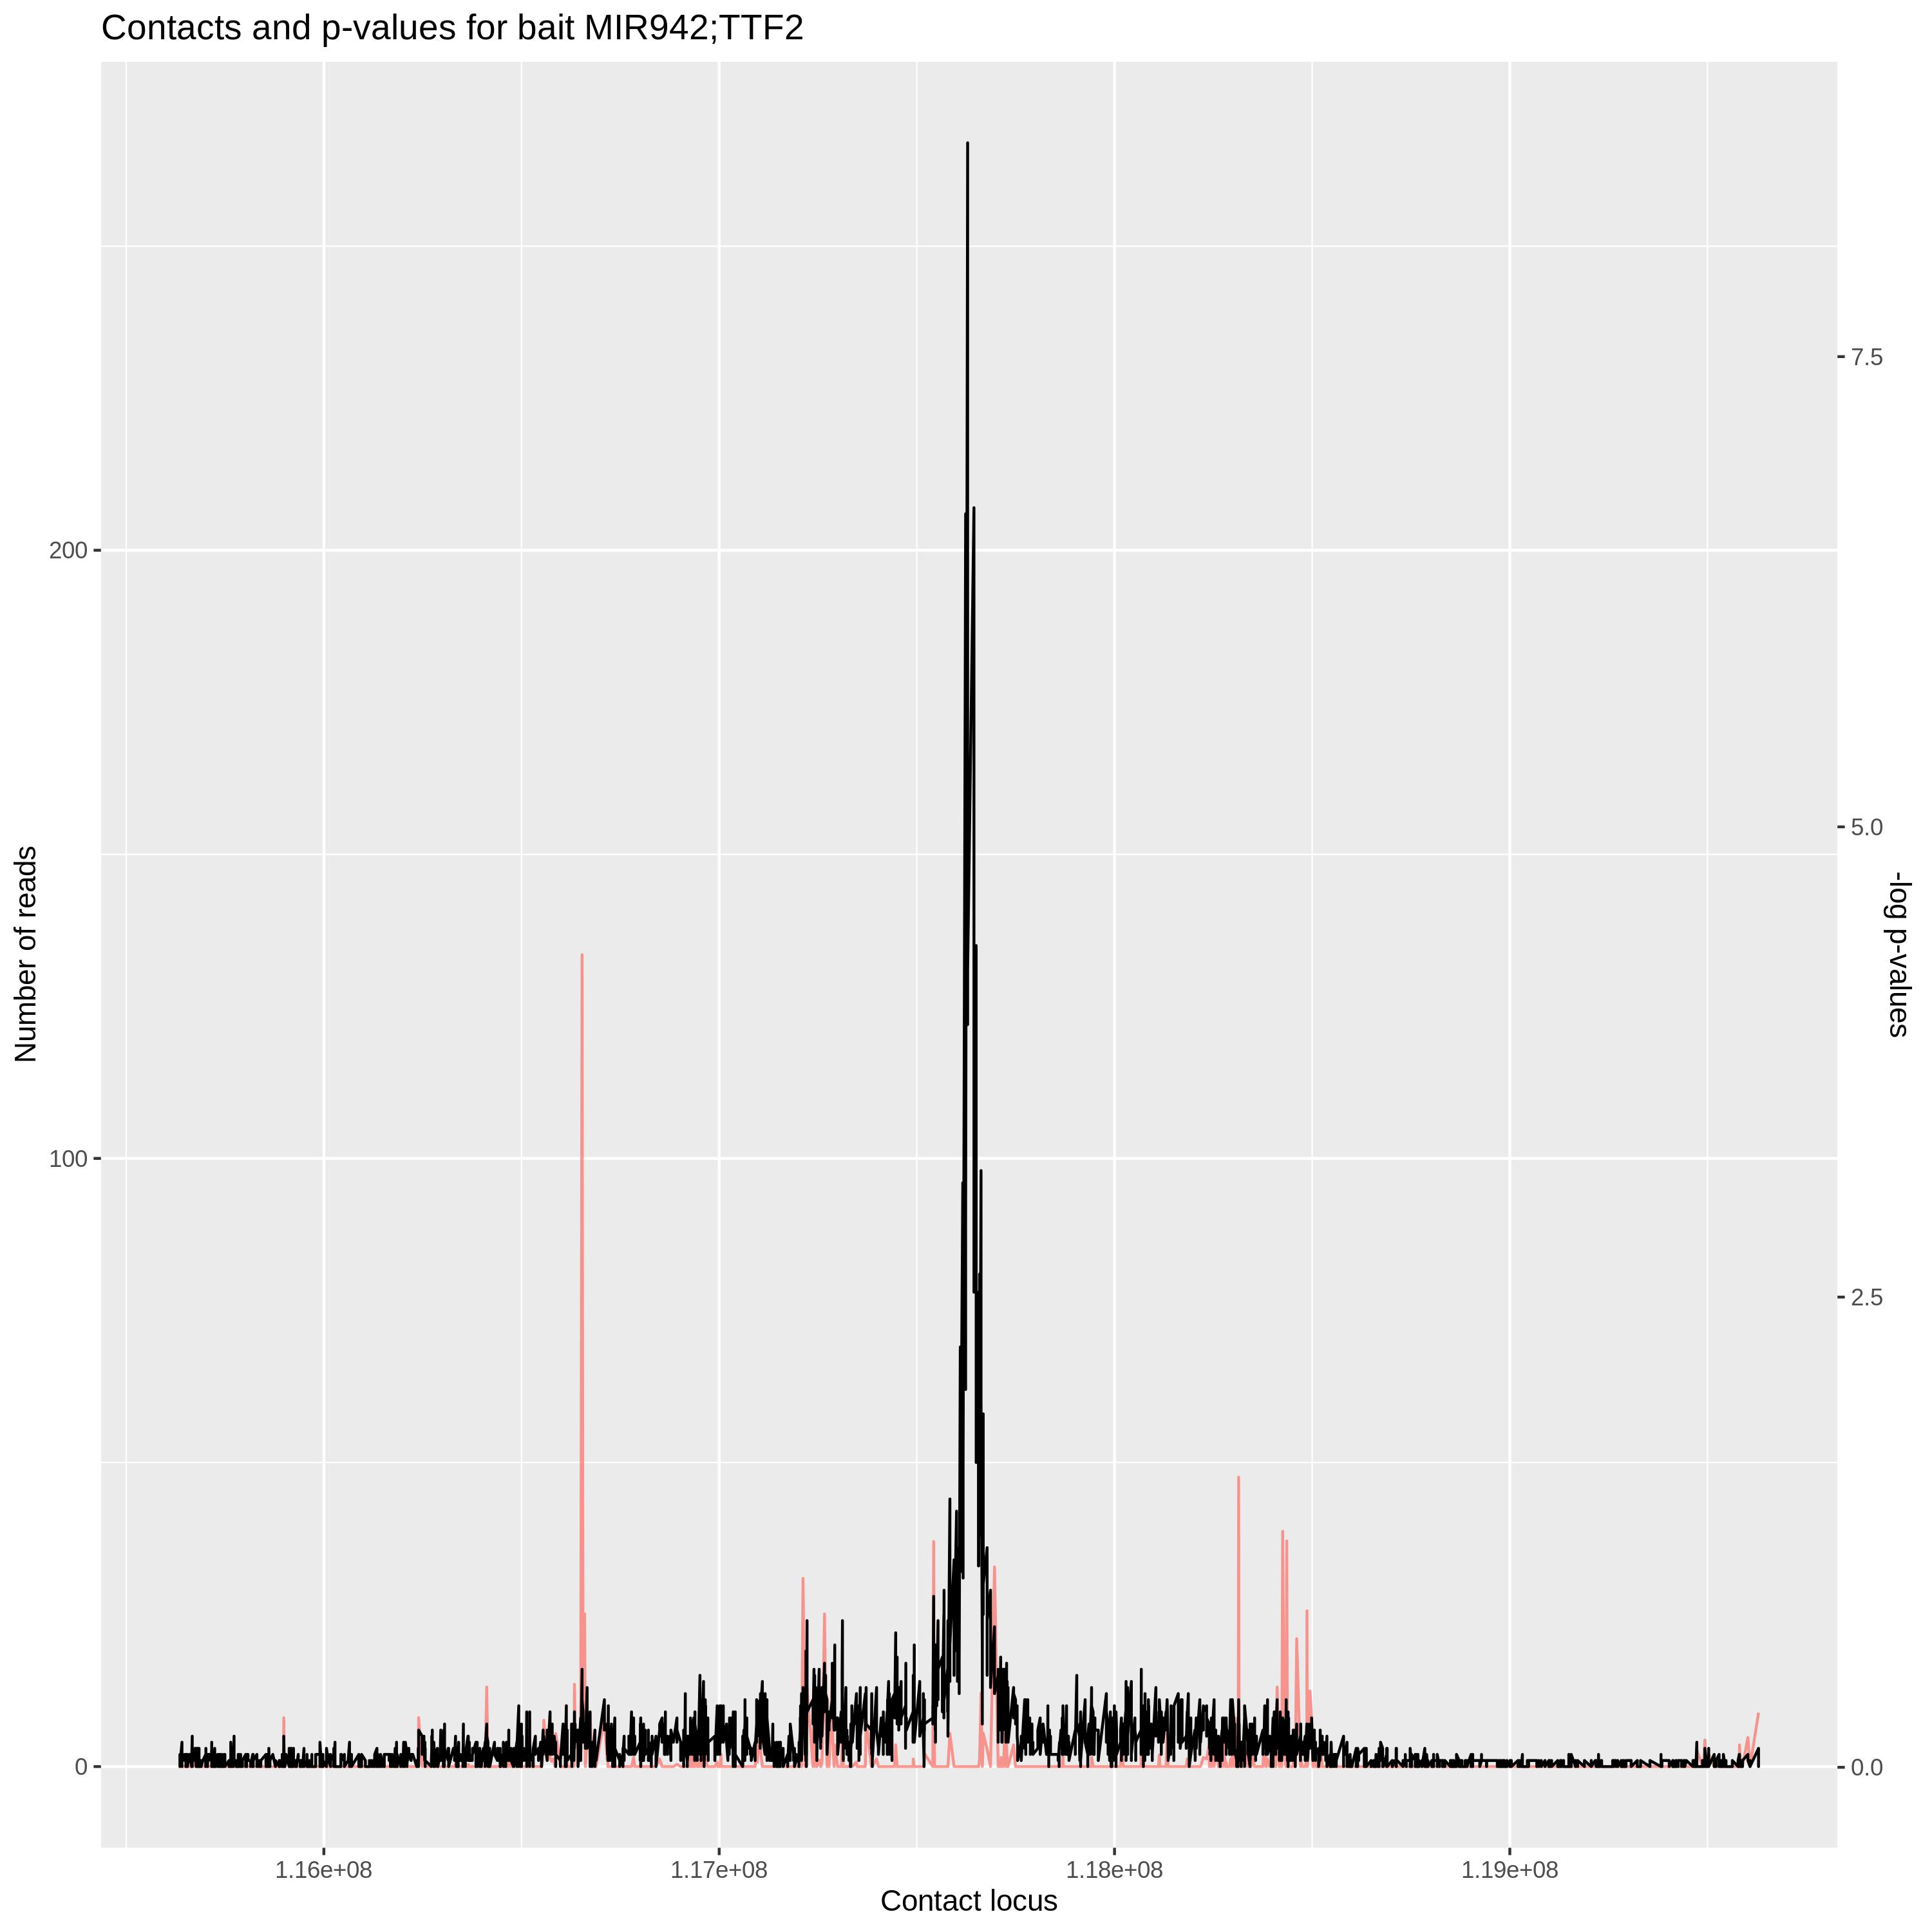 Contacts and p-values for bait MIR942;TTF2
Number of reads
200
100
0
7.5
5.0
2.5
0.0
-log p-values
1.16e+08
1.17e+08
1.18e+08
1.19e+08
Contact locus